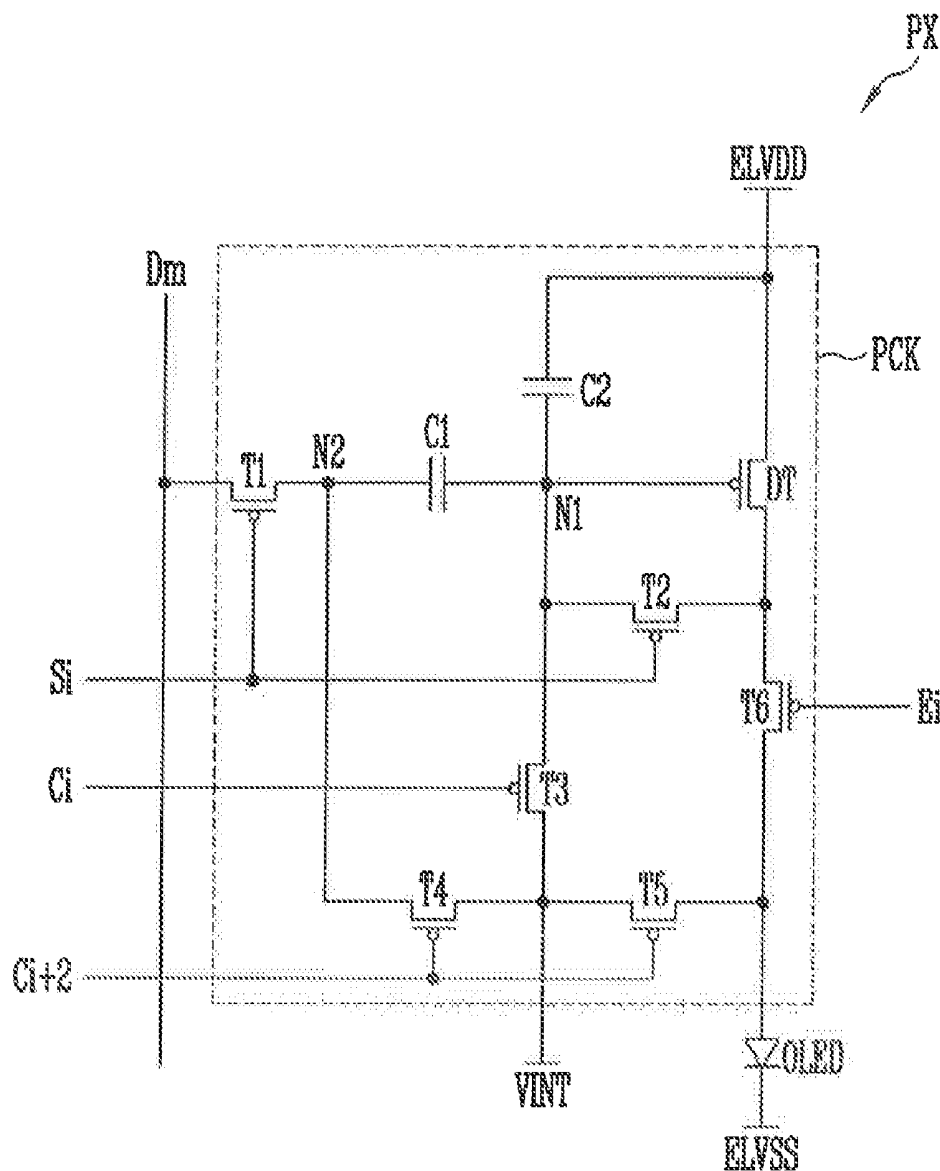 PX
ELVDD
Dm
PCK
C2
C1
N2
T1
DT
N1
T2
Si
T6
Ei
Ci
T3
T4
T5
Ci+2
OLED
VINT
ELVSS